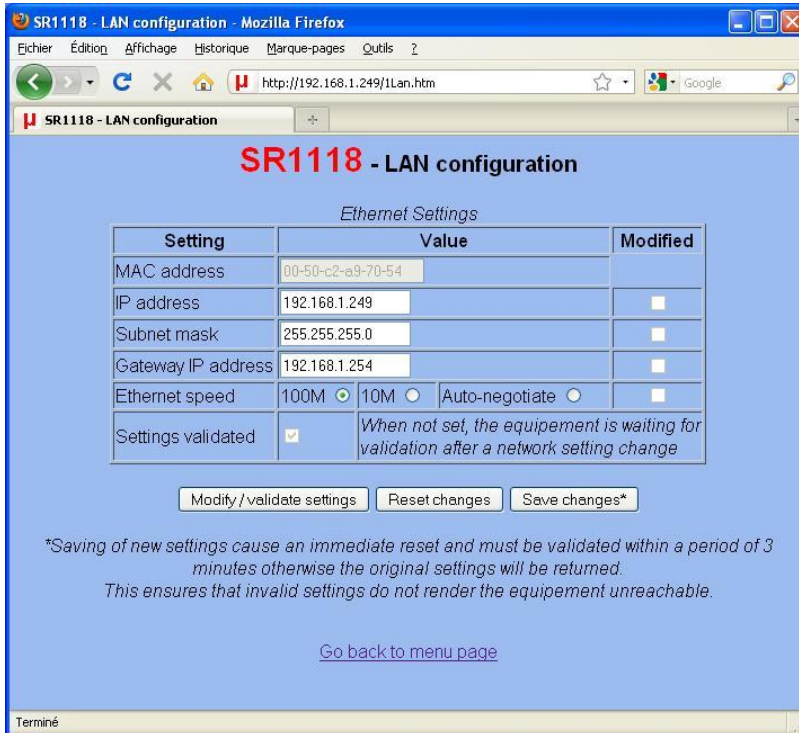 SR1118 - LAN configuration - Mozilla Firefox
Fichier Édition Affichage Historique Marque-pages Outils ?
µ http://192.168.1.249/1Lan.htm Google
µ SR1118 - LAN configuration
SR1118 - LAN configuration
Ethernet Settings
Setting Value Modified
MAC address 00-50-c2-a9-70-54
IP address 192.168.1.249
Subnet mask 255.255.255.0
Gateway IP address 192.168.1.254
Ethernet speed 100M 10M Auto-negotiate
Settings validated When not set, the equipement is waiting for
validation after a network setting change
Modify / validate settings Reset changes Save changes*
*Saving of new settings cause an immediate reset and must be validated within a period of 3
minutes otherwise the original settings will be returned.
This ensures that invalid settings do not render the equipement unreachable.
Go back to menu page
Terminé